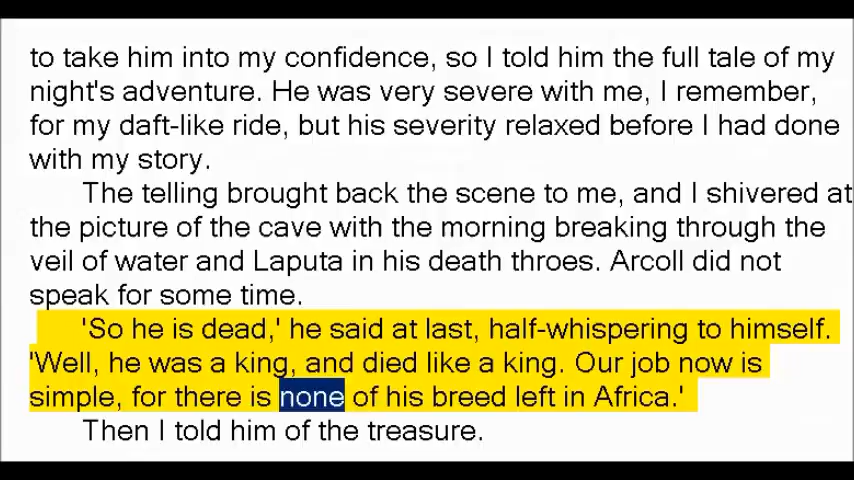 to take him into my confidence, so I told him the full tale of my
night's adventure. He was very severe with me, I remember,
for my daft-like ride, but his severity relaxed before I had done
with my story.
The telling brought back the scene to me, and I shivered at
the picture of the cave with the morning breaking through the
veil of water and Laputa in his death throes. Arcoll did not
speak for some time.
'So he is dead,' he said at last, half-whispering to himself.
'Well, he was a king, and died like a king. Our job now is
simple, for there is none of his breed left in Africa.'
Then I told him of the treasure.